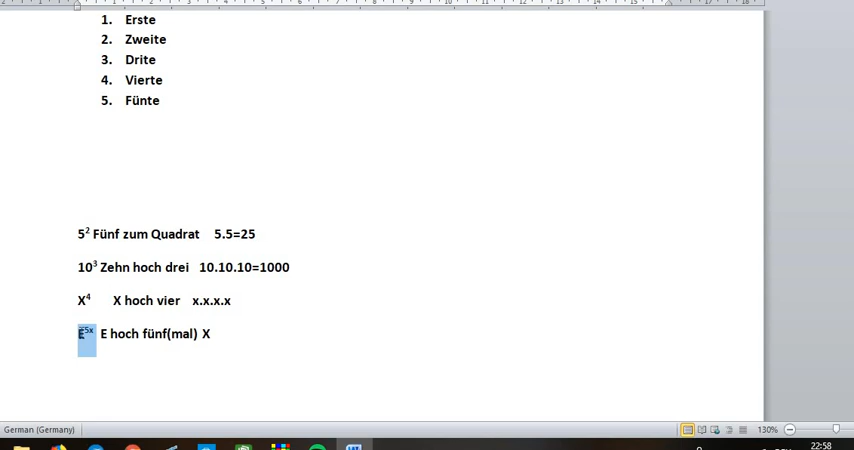 1. Erste
2. Zweite
3. Drite
4. Vierte
5. Fünte
5² Fünf zum Quadrat 5.5=25
10³ Zehn hoch drei 10.10.10=1000
X⁴ X hoch vier x.x.x.x
E⁵ˣ E hoch fünf(mal) X
German (Germany) 130%
22:58